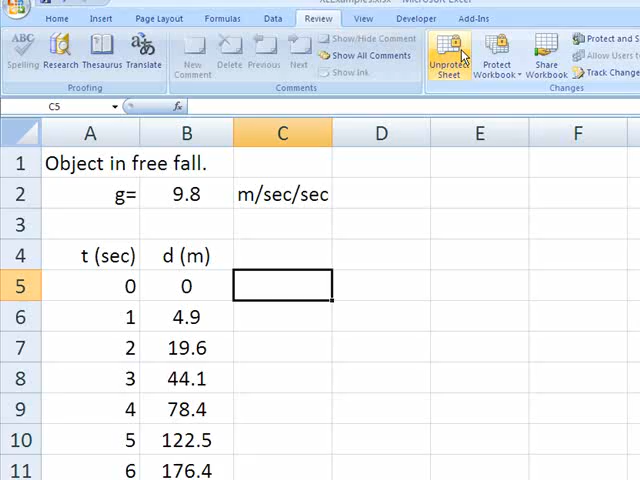 Home Insert Page Layout Formulas Data Review View Developer Add-Ins
ABC
Spelling Research Thesaurus Translate
Proofing
New Comment Delete Previous Next
Show/Hide Comment
Show All Comments
Show Ink
Comments
Unprotect Sheet
Protect Workbook
Share Workbook
Protect and S
Allow Users t
Track Change
Changes
C5 fx
A B C D E F
1 Object in free fall.
2 g= 9.8 m/sec/sec
3
4 t (sec) d (m)
5 0 0
6 1 4.9
7 2 19.6
8 3 44.1
9 4 78.4
10 5 122.5
11 6 176.4